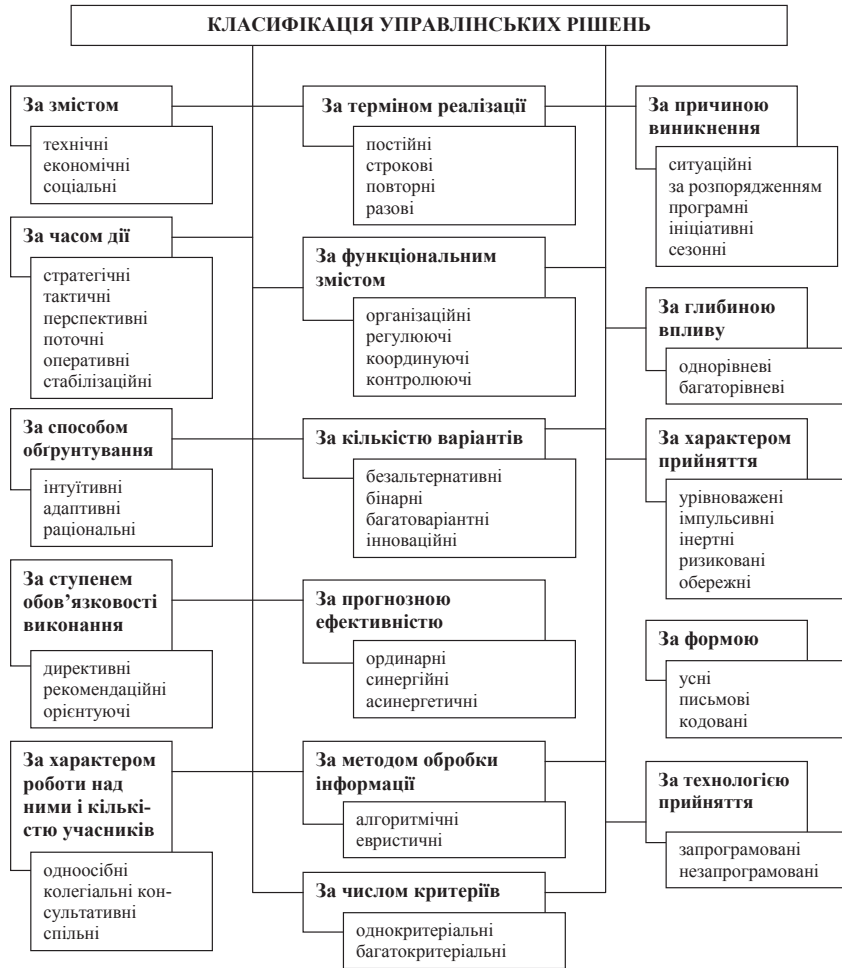 КЛАСИФІКАЦІЯ УПРАВЛІНСЬКИХ РІШЕНЬ
За змістом
технічні
економічні
соціальні
За часом дії
стратегічні
тактичні
перспективні
поточні
оперативні
стабілізаційні
За способом
обґрунтування
інтуїтивні
адаптивні
раціональні
За ступенем
обов’язковості
виконання
директивні
рекомендаційні
орієнтуючі
За характером
роботи над
ними і кількі-
стю учасників
одноосібні
колегіальні кон-
сультативні
спільні
За терміном реалізації
постійні
строкові
повторні
разові
За функціональним
змістом
організаційні
регулюючі
координуючі
контролюючі
За кількістю варіантів
безальтернативні
бінарні
багатоваріантні
інноваційні
За прогнозною
ефективністю
ординарні
синергійні
асинергетичні
За методом обробки
інформації
алгоритмічні
евристичні
За числом критеріїв
однокритеріальні
багатокритеріальні
За причиною
виникнення
ситуаційні
за розпорядженням
програмні
ініціативні
сезонні
За глибиною
впливу
однорівневі
багаторівневі
За характером
прийняття
урівноважені
імпульсивні
інертні
ризиковані
обережні
За формою
усні
письмові
кодовані
За технологією
прийняття
запрограмовані
незапрограмовані